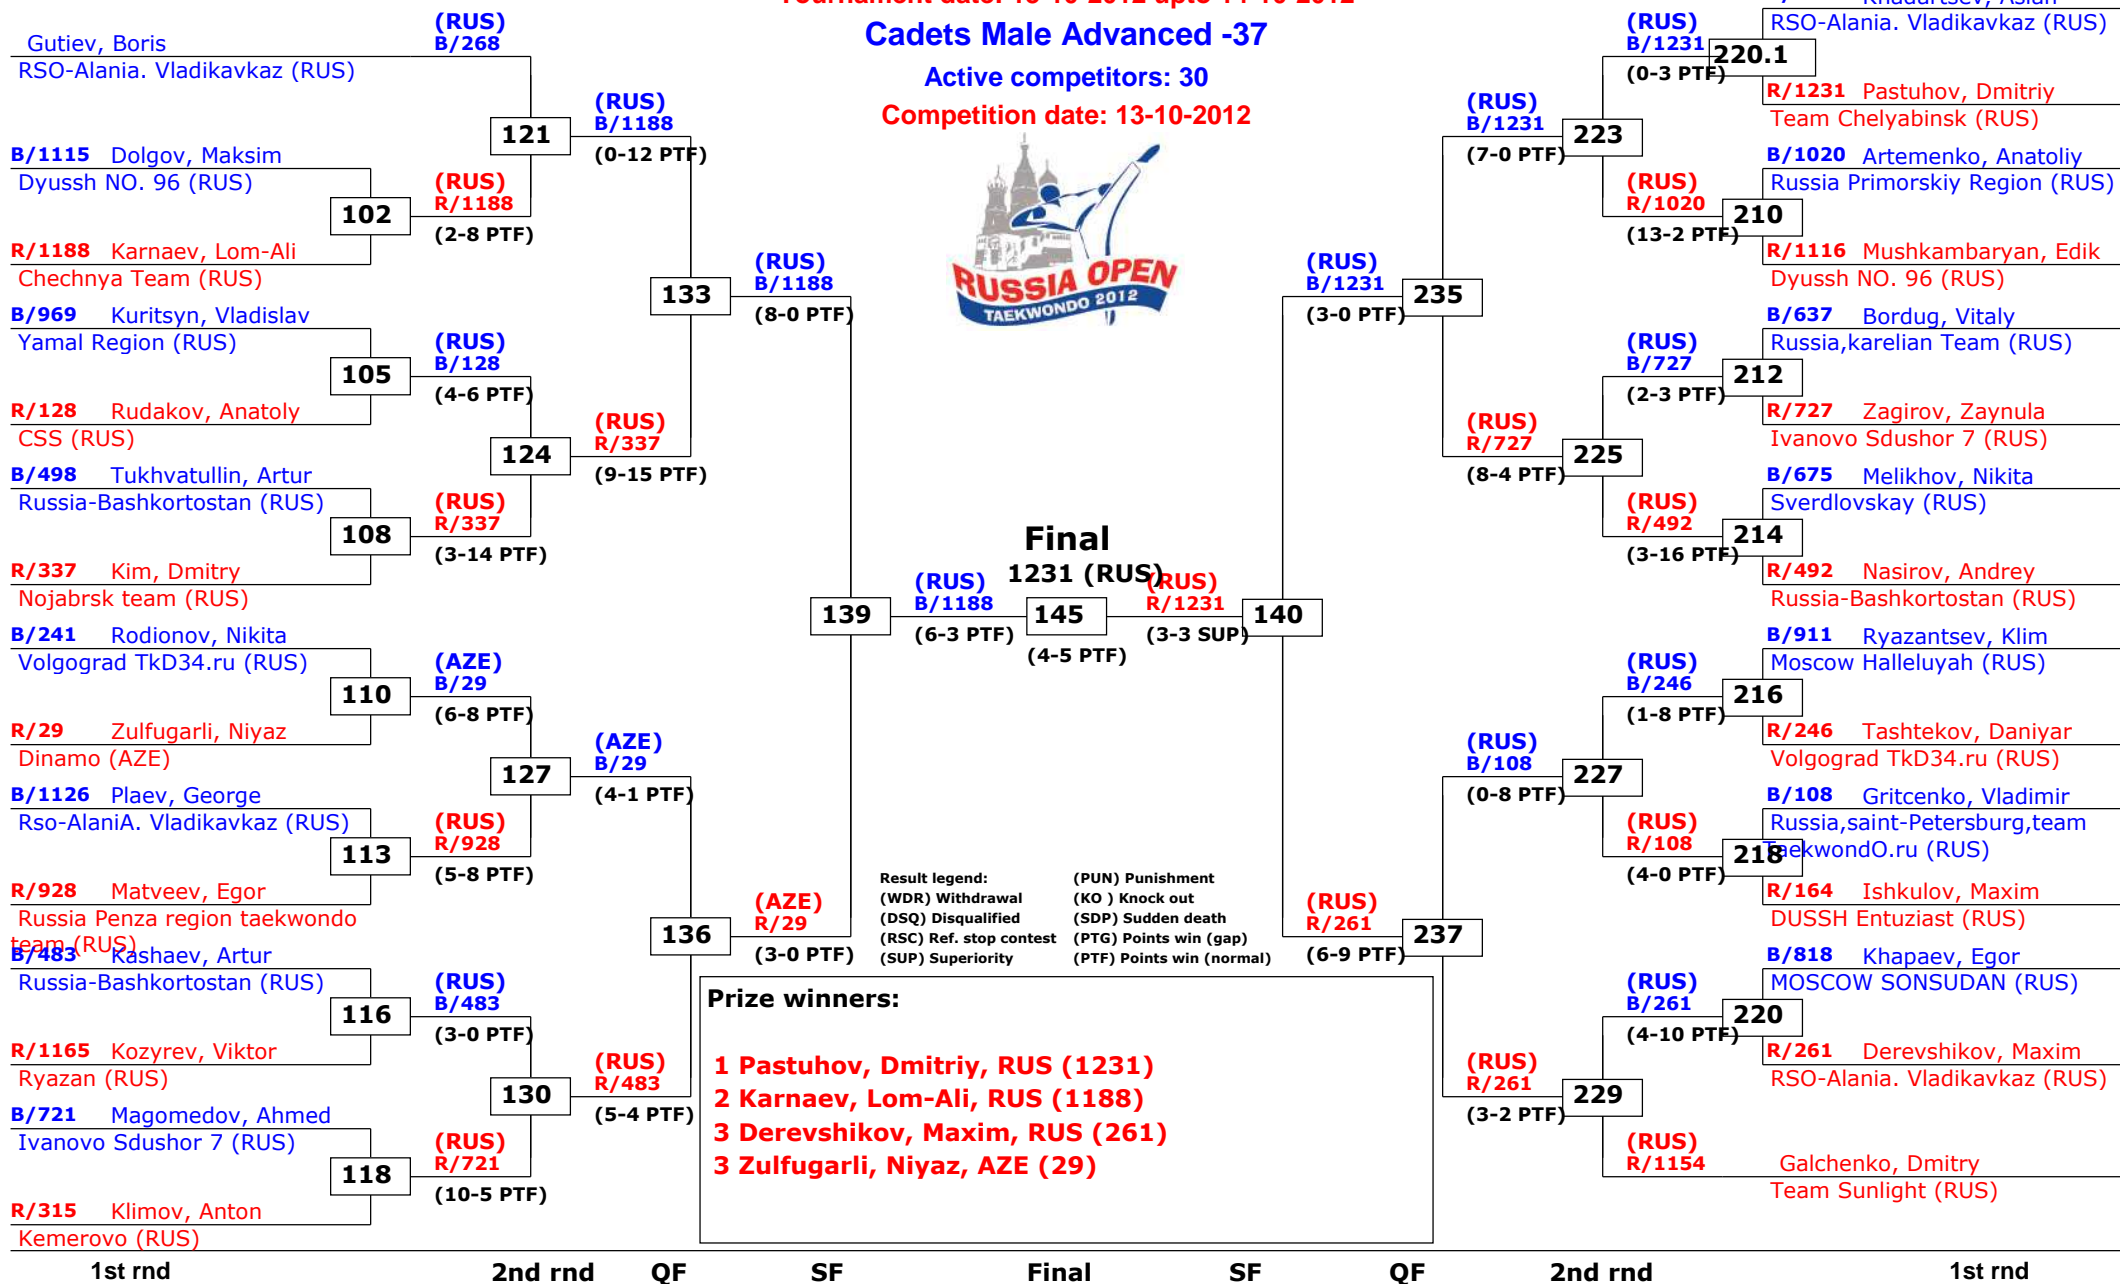 Tournament date: 13-10-2012 upto 14-10-2012
Cadets Male Advanced -37
Active competitors: 30
Competition date: 13-10-2012
RUSSIA OPEN
TAEKWONDO 2012
Gutiev, Boris
RSO-Alania. Vladikavkaz (RUS)
B/1115 Dolgov, Maksim
Dyussh NO. 96 (RUS)
102
R/1188 Karnaev, Lom-Ali
Chechnya Team (RUS)
B/969 Kuritsyn, Vladislav
Yamal Region (RUS)
105
R/128 Rudakov, Anatoly
CSS (RUS)
B/498 Tukhvatullin, Artur
Russia-Bashkortostan (RUS)
108
R/337 Kim, Dmitry
Nojabrsk team (RUS)
B/241 Rodionov, Nikita
Volgograd TkD34.ru (RUS)
110
R/29 Zulfugarli, Niyaz
Dinamo (AZE)
B/1126 Plaev, George
Rso-AlaniA. Vladikavkaz (RUS)
113
R/928 Matveev, Egor
Russia Penza region taekwondo
team (RUS)
B/483 Kashaev, Artur
Russia-Bashkortostan (RUS)
116
R/1165 Kozyrev, Viktor
Ryazan (RUS)
B/721 Magomedov, Ahmed
Ivanovo Sdushor 7 (RUS)
118
R/315 Klimov, Anton
Kemerovo (RUS)
(RUS)
B/268
121
(RUS)
R/1188
(2-8 PTF)
(RUS)
B/128
(4-6 PTF)
124
(RUS)
R/337
(3-14 PTF)
(AZE)
B/29
(6-8 PTF)
127
(RUS)
R/928
(5-8 PTF)
(RUS)
B/483
(3-0 PTF)
130
(RUS)
R/721
(10-5 PTF)
(RUS)
B/1188
(0-12 PTF)
133
(RUS)
R/337
(9-15 PTF)
(AZE)
B/29
(4-1 PTF)
136
(RUS)
R/483
(5-4 PTF)
(RUS)
B/1188
(8-0 PTF)
139
(AZE)
R/29
(3-0 PTF)
(RUS)
B/1188
(6-3 PTF)
Final
1231 (RUS)
145
(4-5 PTF)
(RUS)
R/1231
(3-3 SUP)
140
(RUS)
B/1231
(3-0 PTF)
235
(RUS)
R/261
(6-9 PTF)
237
(RUS)
B/1231
(7-0 PTF)
223
(RUS)
R/727
(8-4 PTF)
225
(RUS)
B/108
(0-8 PTF)
227
(RUS)
R/261
(3-2 PTF)
229
(RUS)
B/1231
(0-3 PTF)
220.1
(RUS)
R/1020
(13-2 PTF)
210
(RUS)
B/727
(2-3 PTF)
212
(RUS)
R/492
(3-16 PTF)
214
(RUS)
B/246
(1-8 PTF)
216
(RUS)
R/108
(4-0 PTF)
218
(RUS)
B/261
(4-10 PTF)
220
(RUS)
R/1154
Khadartsev, Aslan
RSO-Alania. Vladikavkaz (RUS)
R/1231 Pastuhov, Dmitriy
Team Chelyabinsk (RUS)
B/1020 Artemenko, Anatoliy
Russia Primorskiy Region (RUS)
R/1116 Mushkambaryan, Edik
Dyussh NO. 96 (RUS)
B/637 Bordug, Vitaly
Russia,karelian Team (RUS)
R/727 Zagirov, Zaynula
Ivanovo Sdushor 7 (RUS)
B/675 Melikhov, Nikita
Sverdlovskay (RUS)
R/492 Nasirov, Andrey
Russia-Bashkortostan (RUS)
B/911 Ryazantsev, Klim
Moscow Halleluyah (RUS)
R/246 Tashtekov, Daniyar
Volgograd TkD34.ru (RUS)
B/108 Gritcenko, Vladimir
Russia,saint-Petersburg,team
TaekwondO.ru (RUS)
R/164 Ishkulov, Maxim
DUSSH Entuziast (RUS)
B/818 Khapaev, Egor
MOSCOW SONSUDAN (RUS)
R/261 Derevshikov, Maxim
RSO-Alania. Vladikavkaz (RUS)
Galchenko, Dmitry
Team Sunlight (RUS)
Result legend: (PUN) Punishment
(WDR) Withdrawal (KO ) Knock out
(DSQ) Disqualified (SDP) Sudden death
(RSC) Ref. stop contest (PTG) Points win (gap)
(SUP) Superiority (PTF) Points win (normal)
Prize winners:
1 Pastuhov, Dmitriy, RUS (1231)
2 Karnaev, Lom-Ali, RUS (1188)
3 Derevshikov, Maxim, RUS (261)
3 Zulfugarli, Niyaz, AZE (29)
1st rnd 2nd rnd QF SF Final SF QF 2nd rnd 1st rnd